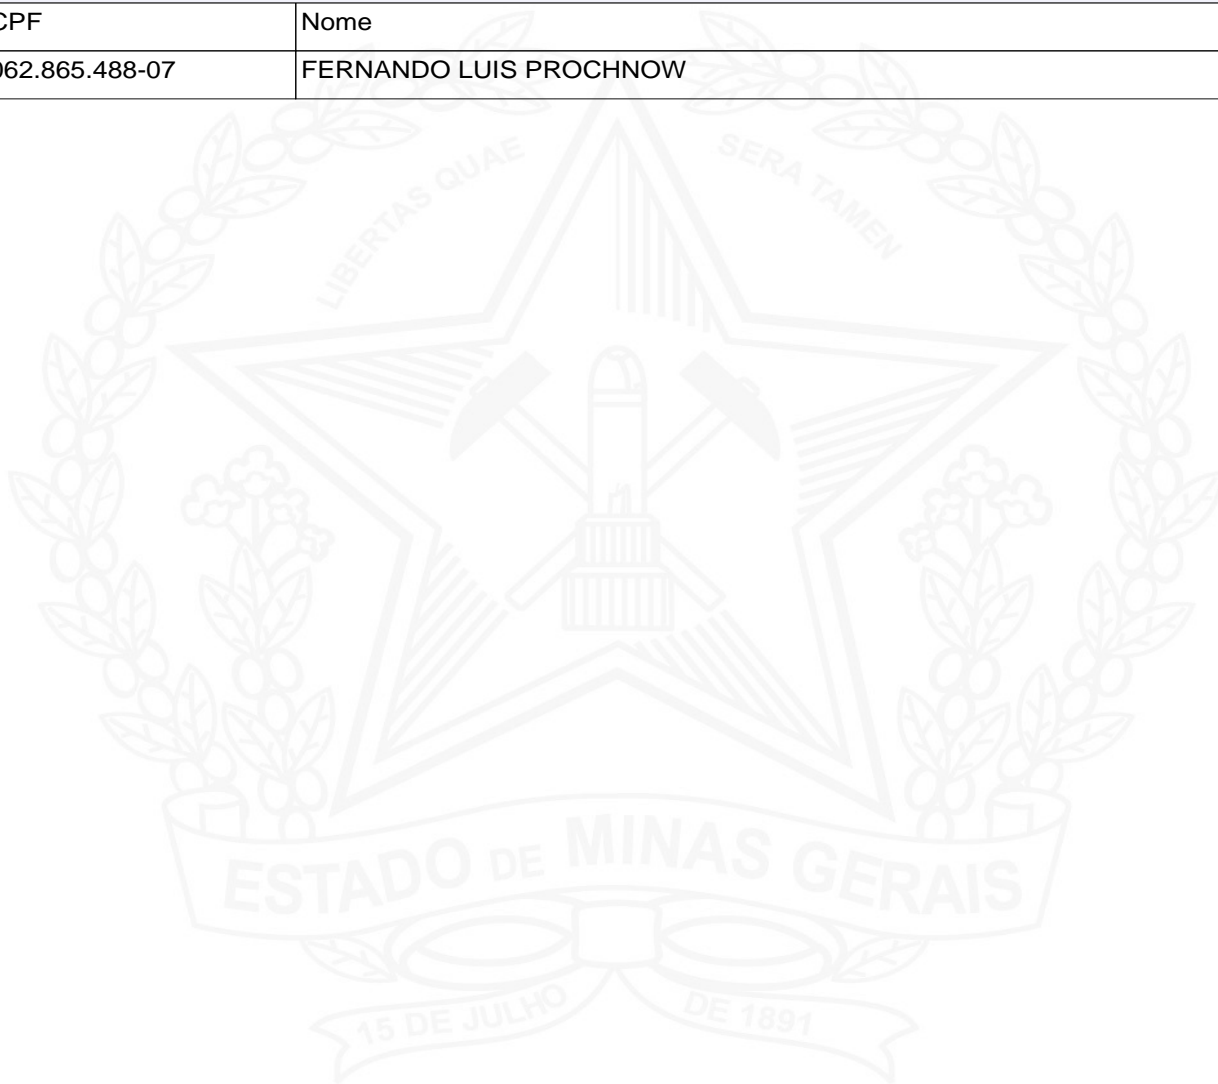 CPF Nome
062.865.488-07 FERNANDO LUIS PROCHNOW
LIBERTAS QUAE SERA TAMEN
ESTADO DE MINAS GERAIS
15 DE JULHO DE 1891